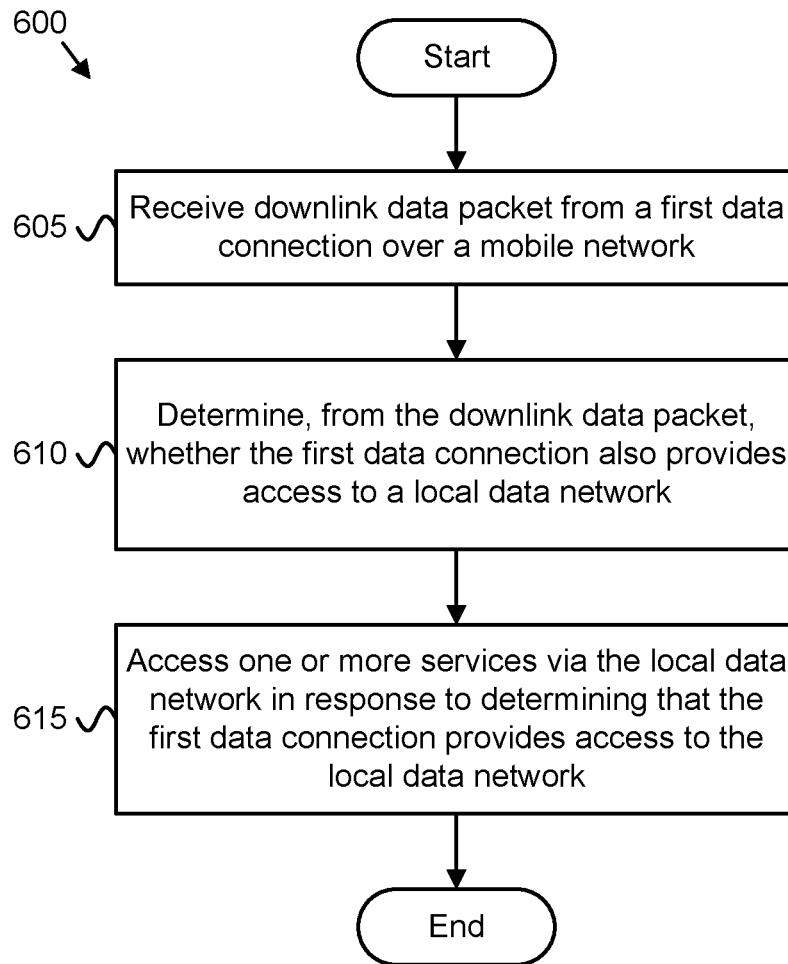 600
Start
605
Receive downlink data packet from a first data
connection over a mobile network
610
Determine, from the downlink data packet,
whether the first data connection also provides
access to a local data network
615
Access one or more services via the local data
network in response to determining that the
first data connection provides access to the
local data network
End